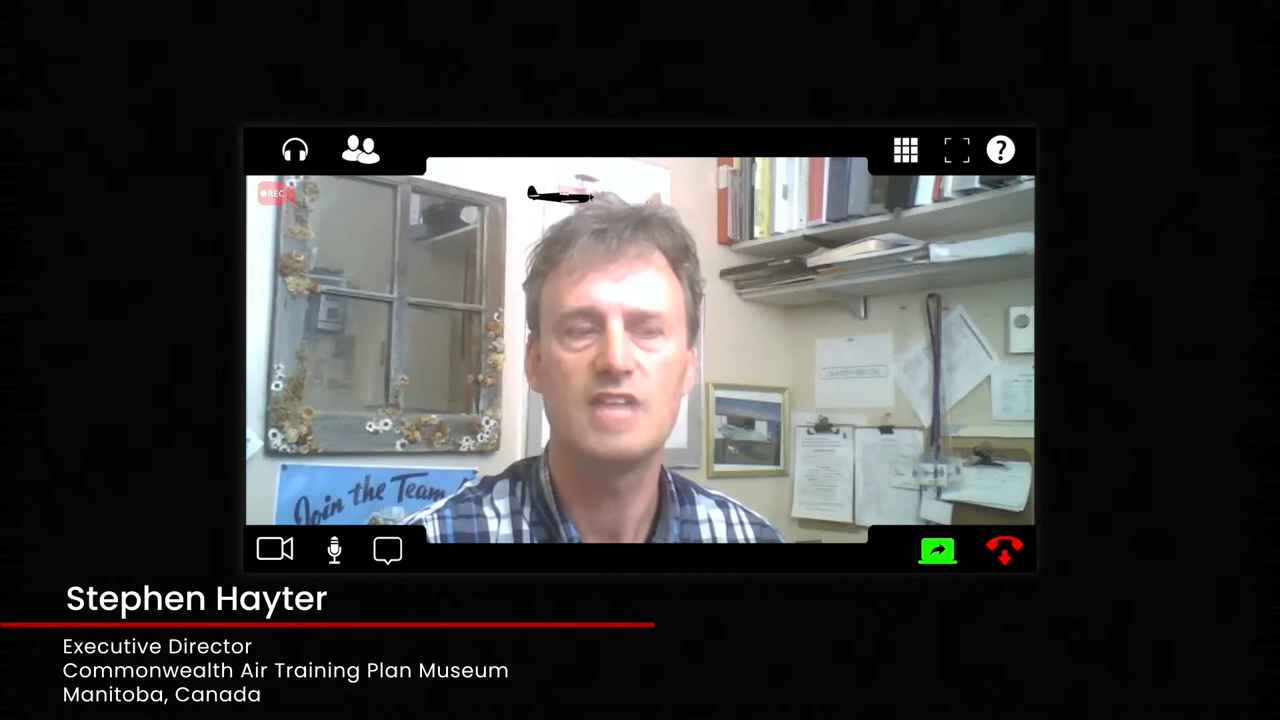 REC
?
Join the Team
Stephen Hayter
Executive Director
Commonwealth Air Training Plan Museum
Manitoba, Canada